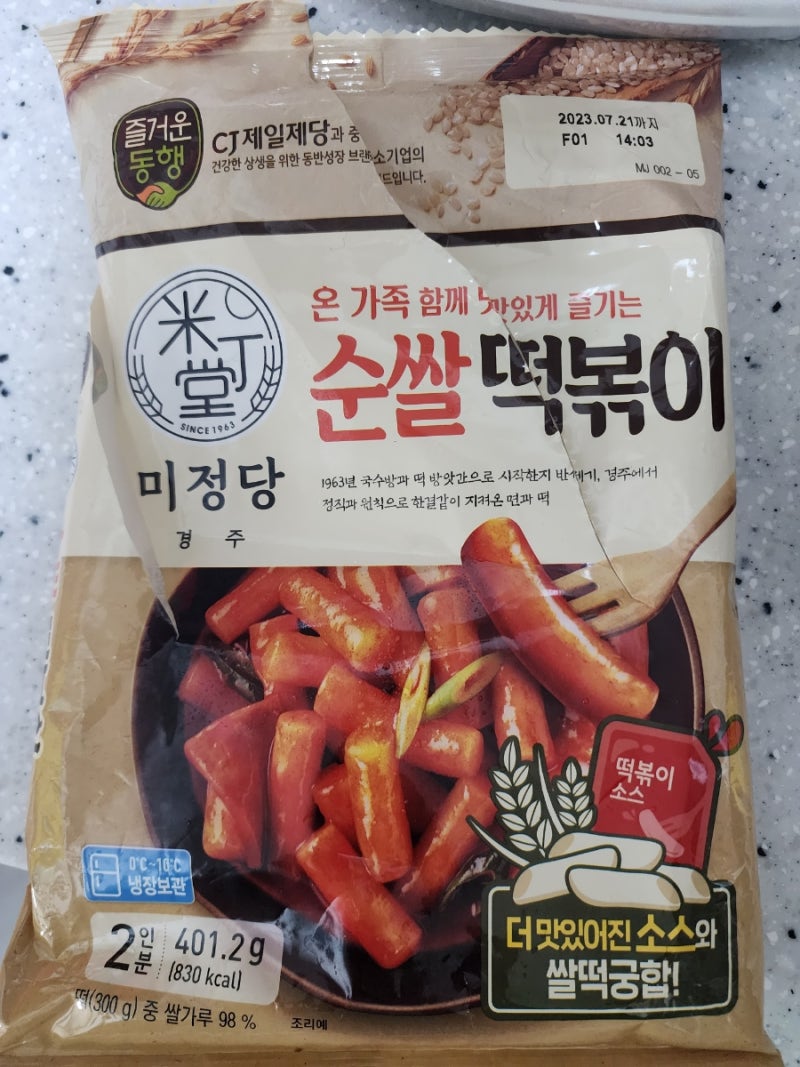 즐거운
동행
CJ제일제당과 중
소기업의
건강한 상생을 위한 동반성장 브랜
드입니다.
2023.07.21까지
F01 14:03
MJ 002 - 05
米丁堂
SINCE 1963
미정당
경주
온 가족 함께 맛있게 즐기는
순쌀 떡볶이
1963년 국수방과 떡 방앗간으로 시작한지 반세기, 경주에서
정직과 원칙으로 한결같이 지켜온 면과 떡
떡볶이
소스
더 맛있어진 소스와
쌀떡궁합!
0℃~10℃
냉장보관
2인분
401.2g
(830 kcal)
떡(300 g) 중 쌀가루 98 %
조리예